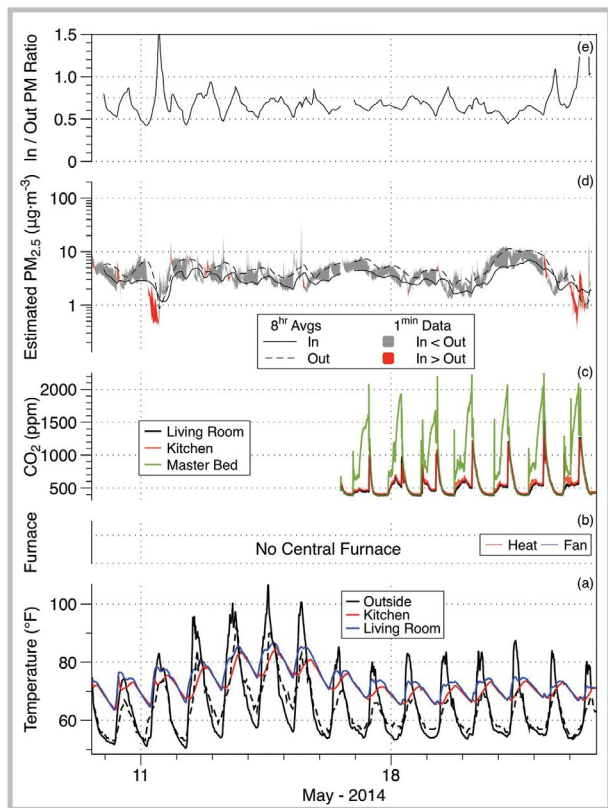 (e)
In / Out PM Ratio
1.5
1.0
0.5
0
(d)
Estimated PM2.5 (µg·m⁻³)
100
10
1
8hr Avgs
In
Out
1min Data
In < Out
In > Out
(c)
CO2 (ppm)
2000
1500
1000
500
Living Room
Kitchen
Master Bed
(b)
Furnace
No Central Furnace
Heat
Fan
(a)
Temperature (°F)
100
80
60
Outside
Kitchen
Living Room
11
18
May - 2014